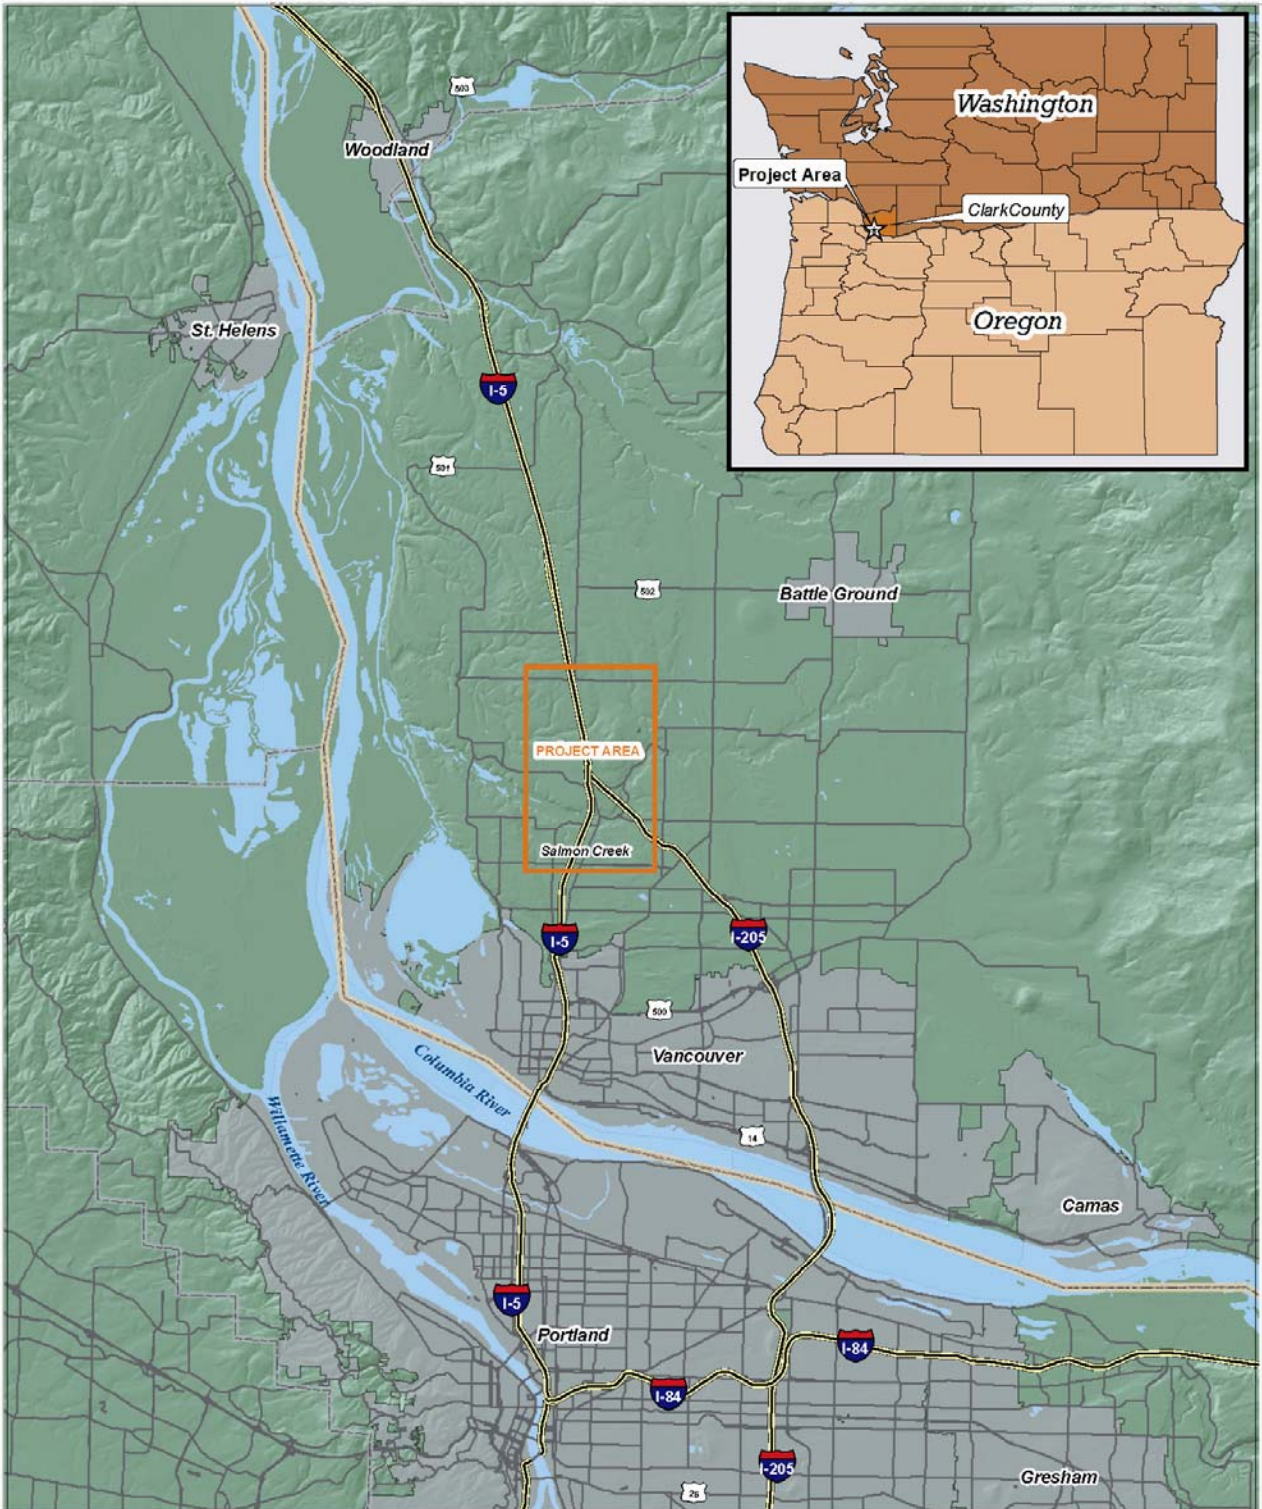 503
Woodland
Washington
Project Area
ClarkCounty
Oregon
St. Helens
I-5
501
502
Battle Ground
PROJECT AREA
Salmon Creek
I-5
I-205
500
Vancouver
Columbia River
Willamette River
14
Camas
I-5
Portland
I-84
I-84
I-205
Gresham
26